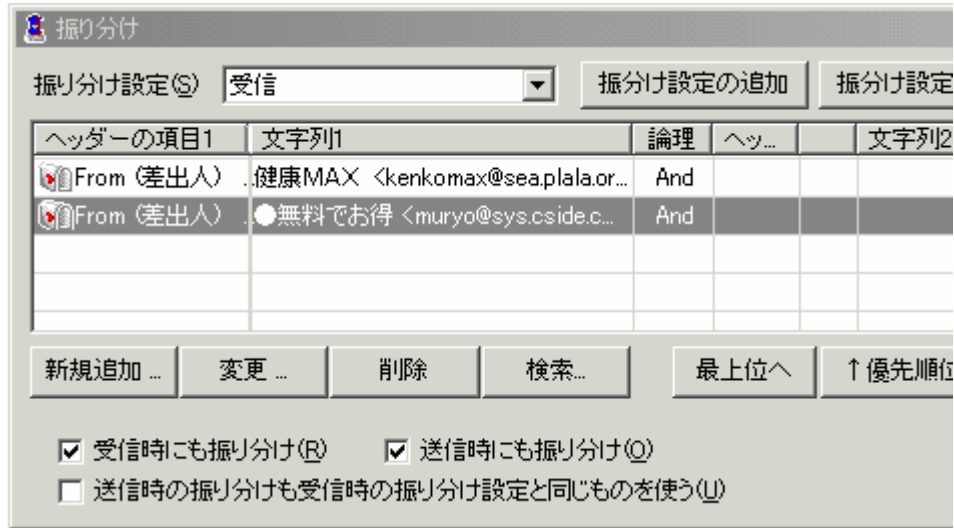 振り分け
振り分け設定(S) 受信 振分け設定の追加 振分け設定
ヘッダーの項目1 文字列1 論理 ヘッ... 文字列2
From (差出人) ...健康MAX <kenkomax@sea.plala.or... And
From (差出人) ...●無料でお得 <muryo@sys.cside.c... And
新規追加 ... 変更 ... 削除 検索... 最上位へ ↑優先順位
受信時にも振り分け(R) 送信時にも振り分け(O)
送信時の振り分けも受信時の振り分け設定と同じものを使う(U)